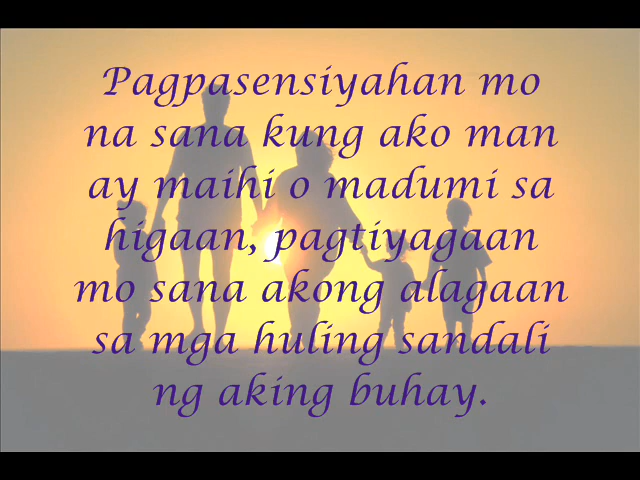 Pagpasensiyahan mo
na sana kung ako man
ay maihi o madumi sa
higaan, pagtiyagaan
mo sana akong alagaan
sa mga huling sandali
ng aking buhay.